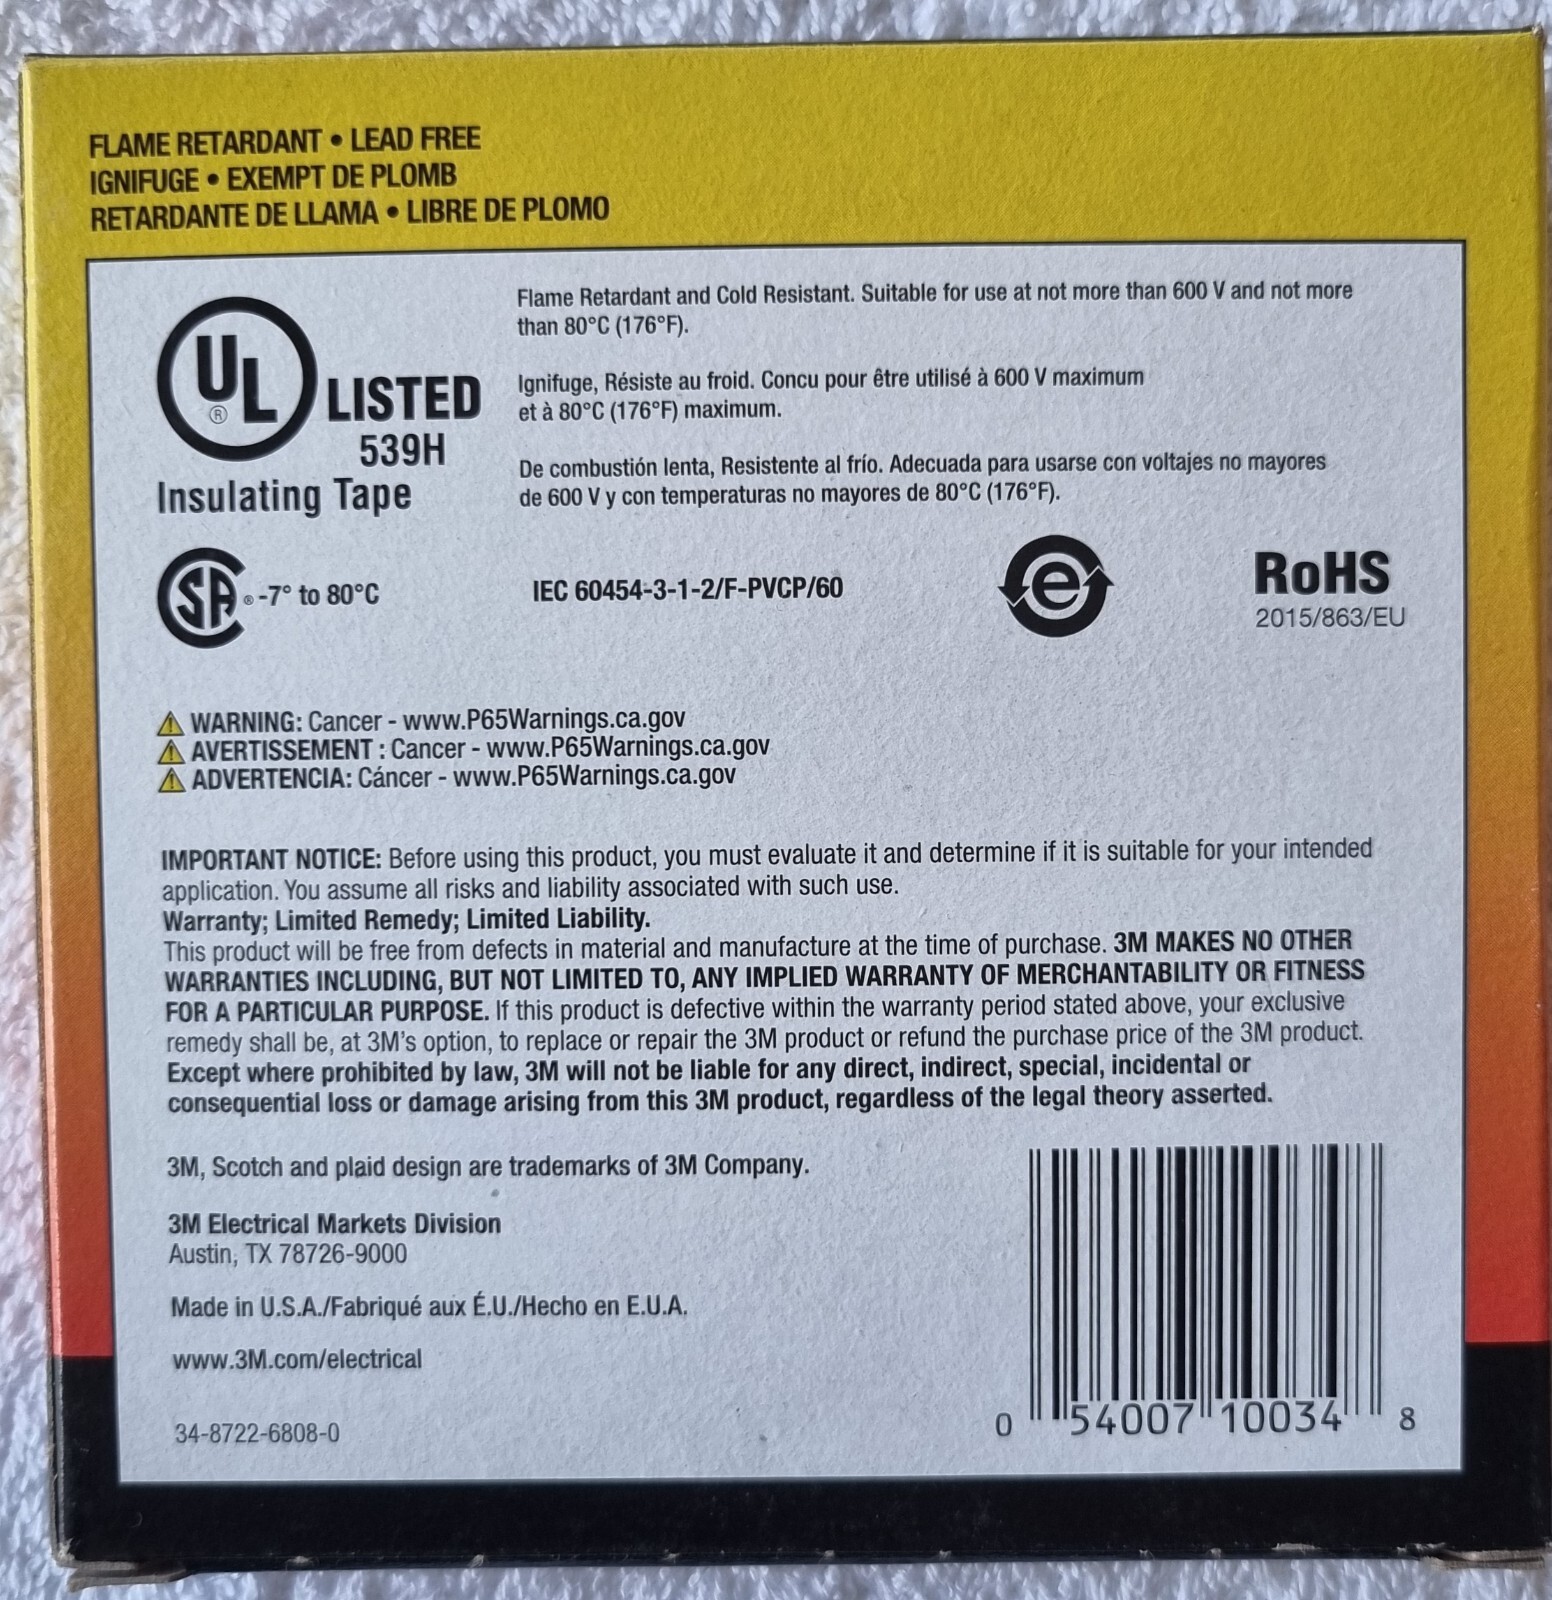 FLAME RETARDANT • LEAD FREE
IGNIFUGE • EXEMPT DE PLOMB
RETARDANTE DE LLAMA • LIBRE DE PLOMO
UL
®
LISTED
539H
Insulating Tape
Flame Retardant and Cold Resistant. Suitable for use at not more than 600 V and not more
than 80°C (176°F).
Ignifuge, Résiste au froid. Concu pour être utilisé à 600 V maximum
et à 80°C (176°F) maximum.
De combustión lenta, Resistente al frío. Adecuada para usarse con voltajes no mayores
de 600 V y con temperaturas no mayores de 80°C (176°F).
SA® -7° to 80°C
IEC 60454-3-1-2/F-PVCP/60
e
RoHS
2015/863/EU
WARNING: Cancer - www.P65Warnings.ca.gov
AVERTISSEMENT : Cancer - www.P65Warnings.ca.gov
ADVERTENCIA: Cáncer - www.P65Warnings.ca.gov
IMPORTANT NOTICE: Before using this product, you must evaluate it and determine if it is suitable for your intended
application. You assume all risks and liability associated with such use.
Warranty; Limited Remedy; Limited Liability.
This product will be free from defects in material and manufacture at the time of purchase. 3M MAKES NO OTHER
WARRANTIES INCLUDING, BUT NOT LIMITED TO, ANY IMPLIED WARRANTY OF MERCHANTABILITY OR FITNESS
FOR A PARTICULAR PURPOSE. If this product is defective within the warranty period stated above, your exclusive
remedy shall be, at 3M's option, to replace or repair the 3M product or refund the purchase price of the 3M product.
Except where prohibited by law, 3M will not be liable for any direct, indirect, special, incidental or
consequential loss or damage arising from this 3M product, regardless of the legal theory asserted.
3M, Scotch and plaid design are trademarks of 3M Company.
3M Electrical Markets Division
Austin, TX 78726-9000
Made in U.S.A./Fabriqué aux É.U./Hecho en E.U.A.
www.3M.com/electrical
34-8722-6808-0
0 54007 10034 8